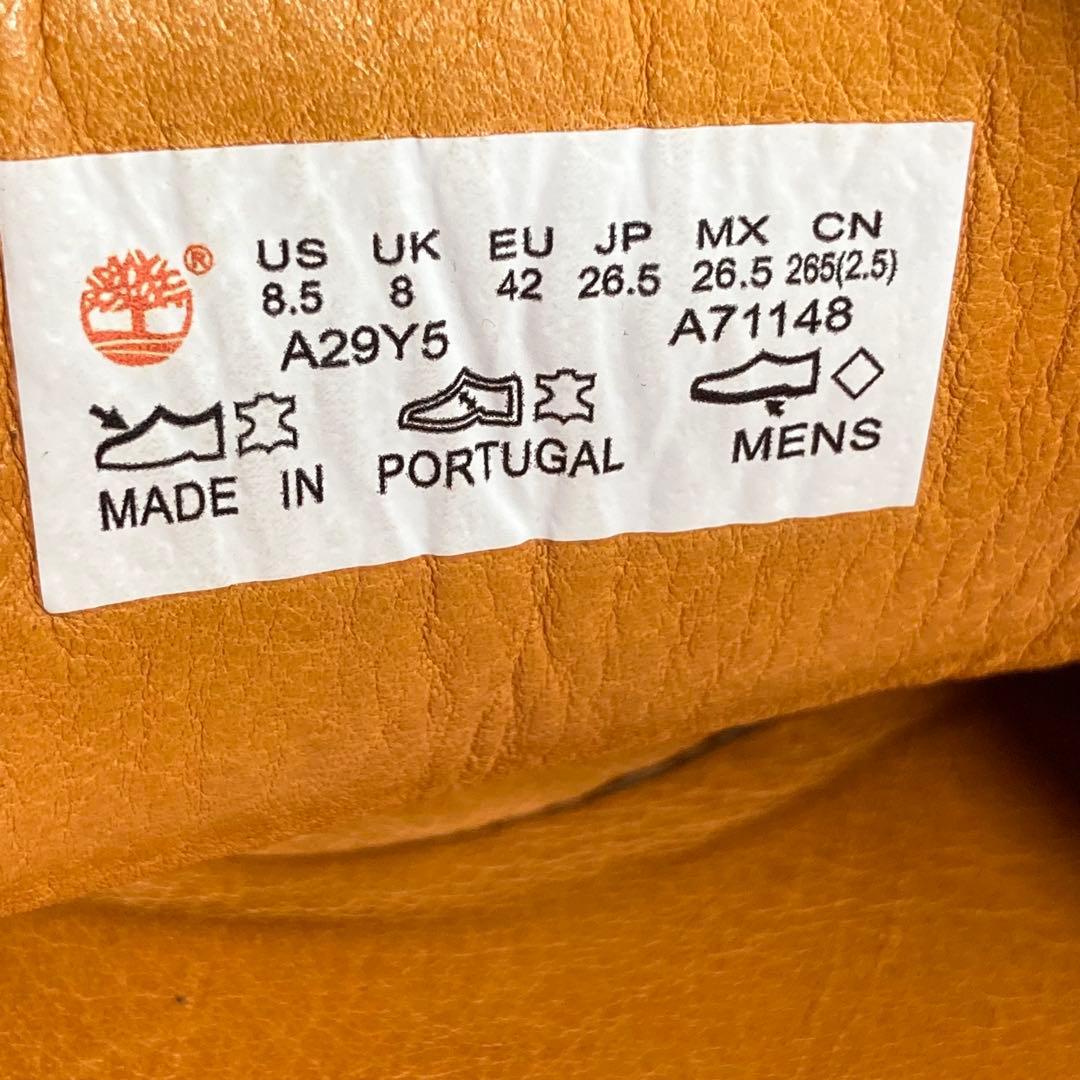 ® US UK EU JP MX CN
8.5 8 42 26.5 26.5 265(2.5)
A29Y5 A71148
MADE IN PORTUGAL MENS